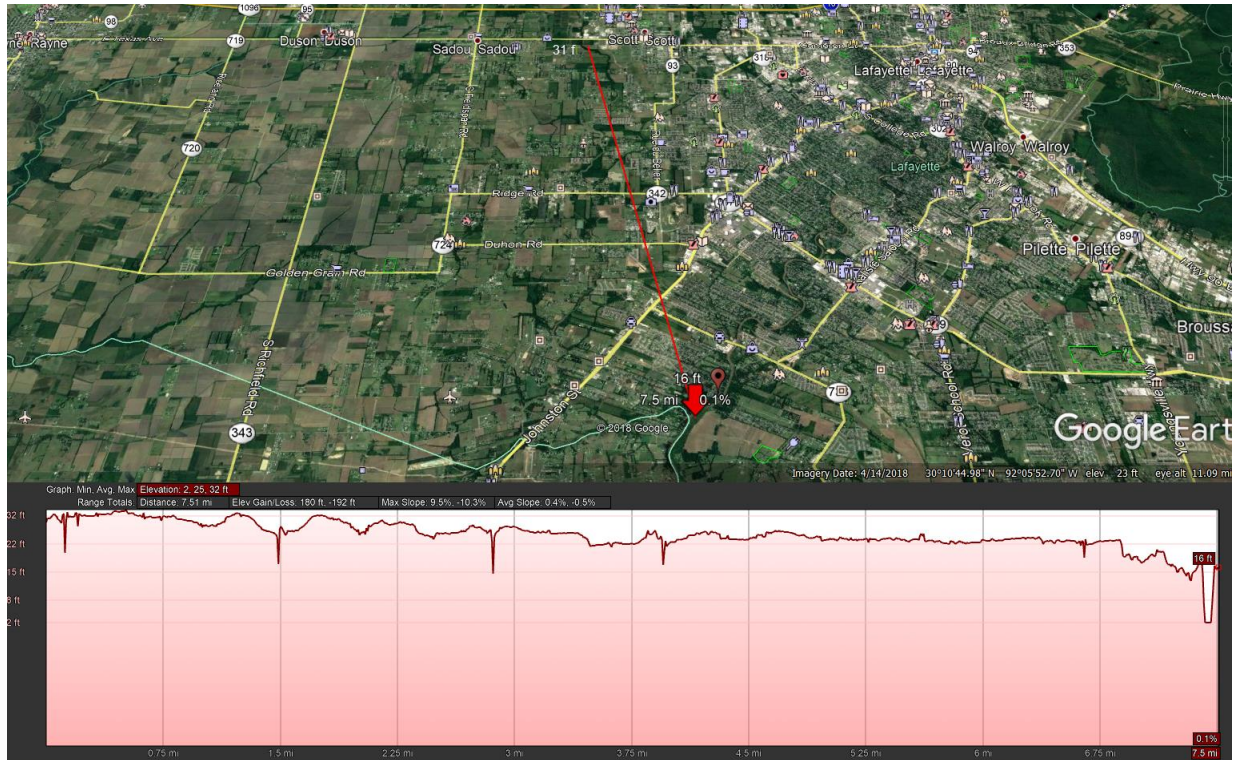 1096
95
98
719
Rayne
Duson Duson
Sadou Sadou
31 ft
Scott Scott
93
353
Lafayette Lafayette
720
Walroy Walroy
Lafayette
Ridge Rd
342
724
Duhon Rd
Pilette Pilette
Golden Grain Rd
Brouss
S Richfield Rd
16 ft
7.5 mi 0.1%
343
Johnston St
© 2018 Google
Google Eart
Imagery Date: 4/14/2018 30°10'44.98" N 92°05'52.70" W elev 23 ft eye alt 11.09 mi
Graph: Min, Avg, Max Elevation: 2, 25, 32 ft
Range Totals: Distance: 7.51 mi Elev Gain/Loss: 180 ft, -192 ft Max Slope: 9.5%, -10.3% Avg Slope: 0.4%, -0.5%
32 ft
22 ft
16 ft
15 ft
2 ft
0.1%
0.75 mi 1.5 mi 2.25 mi 3 mi 3.75 mi 4.5 mi 5.25 mi 6 mi 6.75 mi 7.5 mi